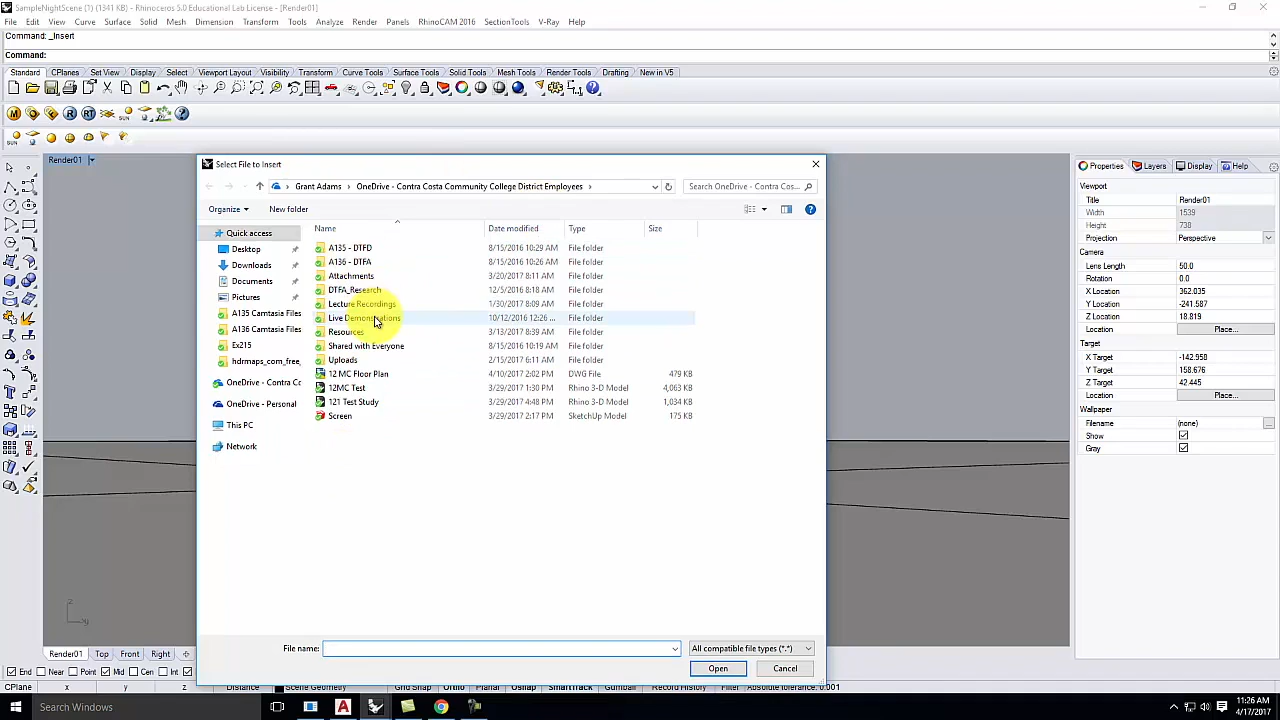 SampleNightScene (1) (1341 KB) - Rhinoceros 5.0 Educational Lab License - [Render01]
File Edit View Curve Surface Solid Mesh Dimension Transform Tools Analyze Render Panels RhinoCAM 2016 SectionTools V-Ray Help
Command: _Insert
Command:
Standard CPlanes Set View Display Select Viewport Layout Visibility Transform Curve Tools Surface Tools Solid Tools Mesh Tools Render Tools Drafting New in V5
Render01
Select File to Insert
Grant Adams > OneDrive - Contra Costa Community College District Employees >
Search OneDrive - Contra Cos...
Organize New folder
Name Date modified Type Size
Quick access
Desktop
Downloads
Documents
Pictures
A135 Camtasia Files
A136 Camtasia Files
Ex215
hdrmaps_com_free_
OneDrive - Contra Cc
OneDrive - Personal
This PC
Network
A135 - DTFD 8/15/2016 10:29 AM File folder
A136 - DTFA 8/15/2016 10:26 AM File folder
Attachments 3/20/2017 8:11 AM File folder
DTFA_Research 12/5/2016 8:18 AM File folder
Lecture Recordings 1/30/2017 8:09 AM File folder
Live Demonstrations 10/12/2016 12:26 ... File folder
Resources 3/13/2017 8:39 AM File folder
Shared with Everyone 8/15/2016 10:19 AM File folder
Uploads 2/15/2017 6:11 AM File folder
12 MC Floor Plan 4/10/2017 2:02 PM DWG File 479 KB
12MC Test 3/29/2017 1:30 PM Rhino 3-D Model 4,063 KB
121 Test Study 3/29/2017 4:48 PM Rhino 3-D Model 1,034 KB
Screen 3/29/2017 2:17 PM SketchUp Model 175 KB
File name: All compatible file types (*.*)
Open Cancel
Properties Layers Display Help
Viewport
Title Render01
Width 1539
Height 738
Projection Perspective
Camera
Lens Length 50.0
Rotation 0.0
X Location 362.035
Y Location -241.587
Z Location 18.819
Location Place...
Target
X Target -142.958
Y Target 158.676
Z Target 42.445
Location Place...
Wallpaper
Filename (none) ...
Show
Gray
z
y
Render01 Top Front Right
End Near Point Mid Cen Int
CPlane x y z Distance Scene Geometry Grid Snap Ortho Planar Osnap SmartTrack Gumball Record History Filter Absolute tolerance: 0.001
Search Windows
11:26 AM
4/17/2017